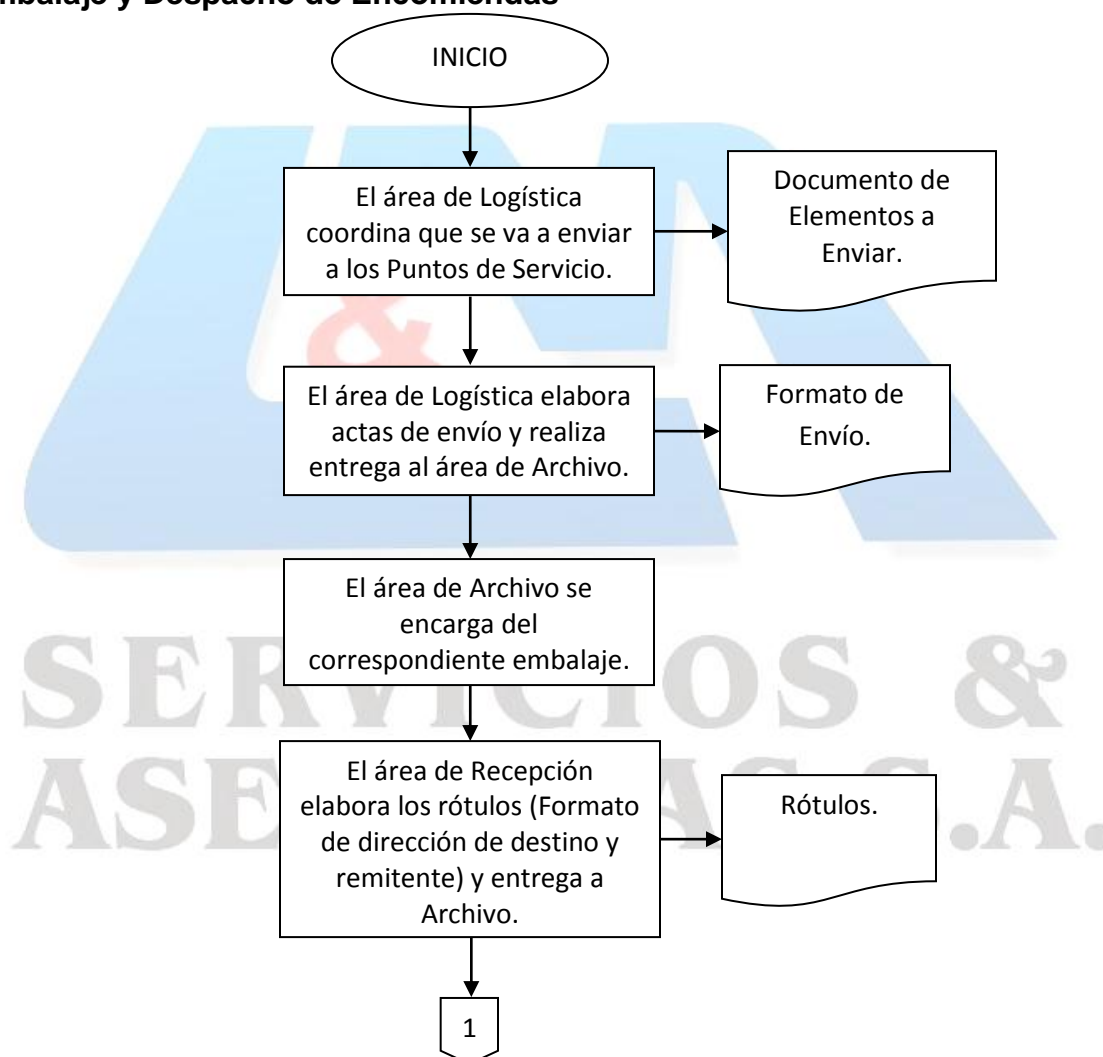 mbalaje y Despacho de Encomiendas
INICIO
El área de Logística
coordina que se va a enviar
a los Puntos de Servicio.
Documento de
Elementos a
Enviar.
El área de Logística elabora
actas de envío y realiza
entrega al área de Archivo.
Formato de
Envío.
El área de Archivo se
encarga del
correspondiente embalaje.
El área de Recepción
elabora los rótulos (Formato
de dirección de destino y
remitente) y entrega a
Archivo.
Rótulos.
1
&
SERVICIOS &
S.A.